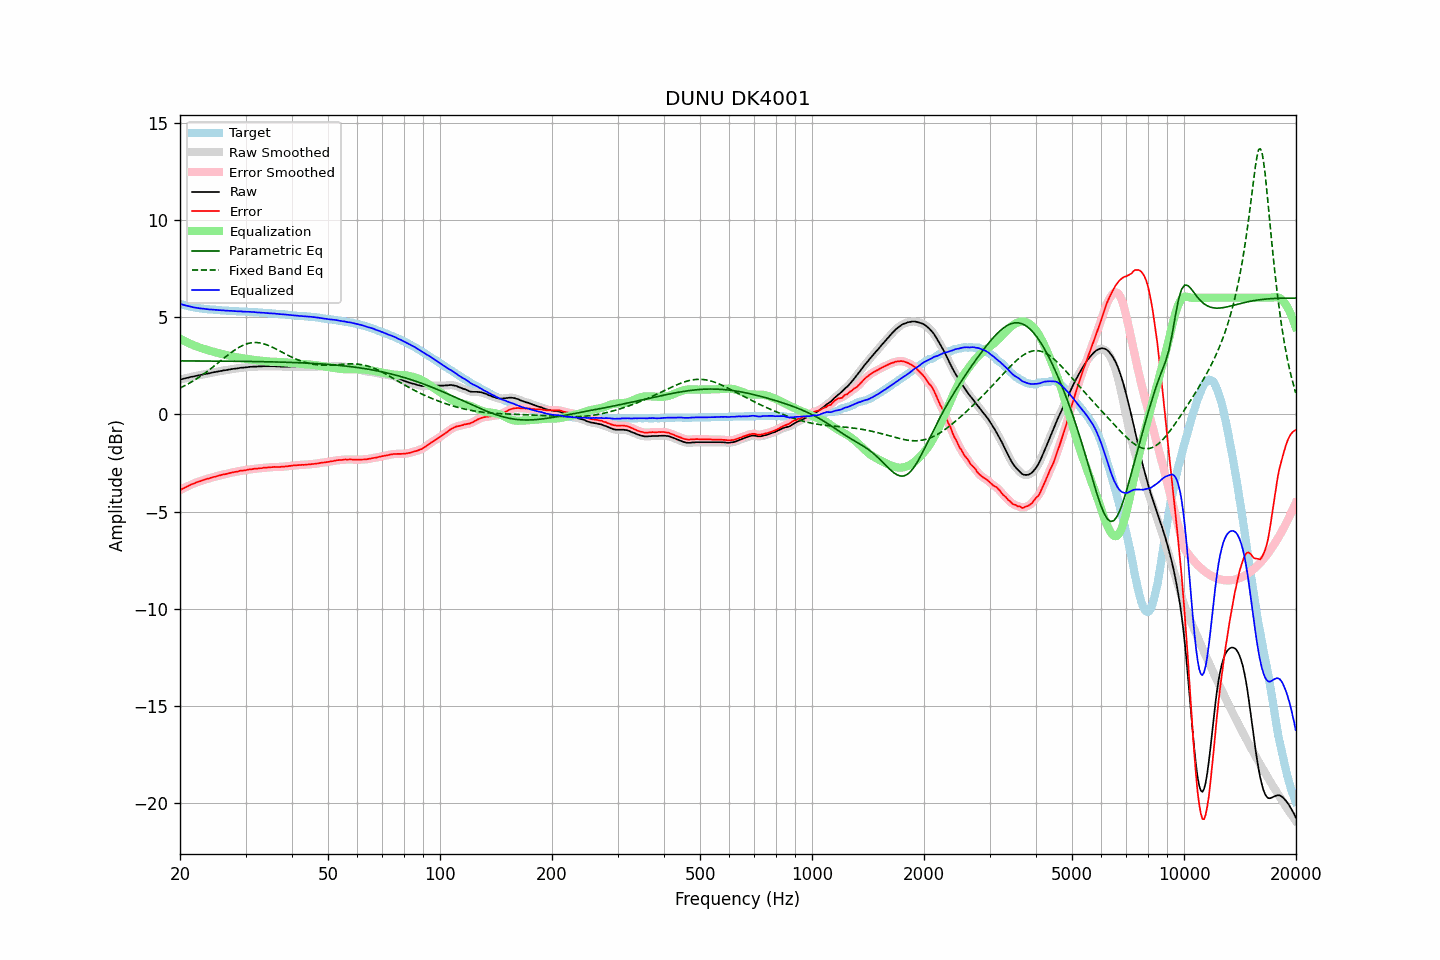 DUNU DK4001
15
10
5
0
−5
−10
−15
−20
Amplitude (dBr)
Target
Raw Smoothed
Error Smoothed
Raw
Error
Equalization
Parametric Eq
Fixed Band Eq
Equalized
20 50 100 200 500 1000 2000 5000 10000 20000
Frequency (Hz)